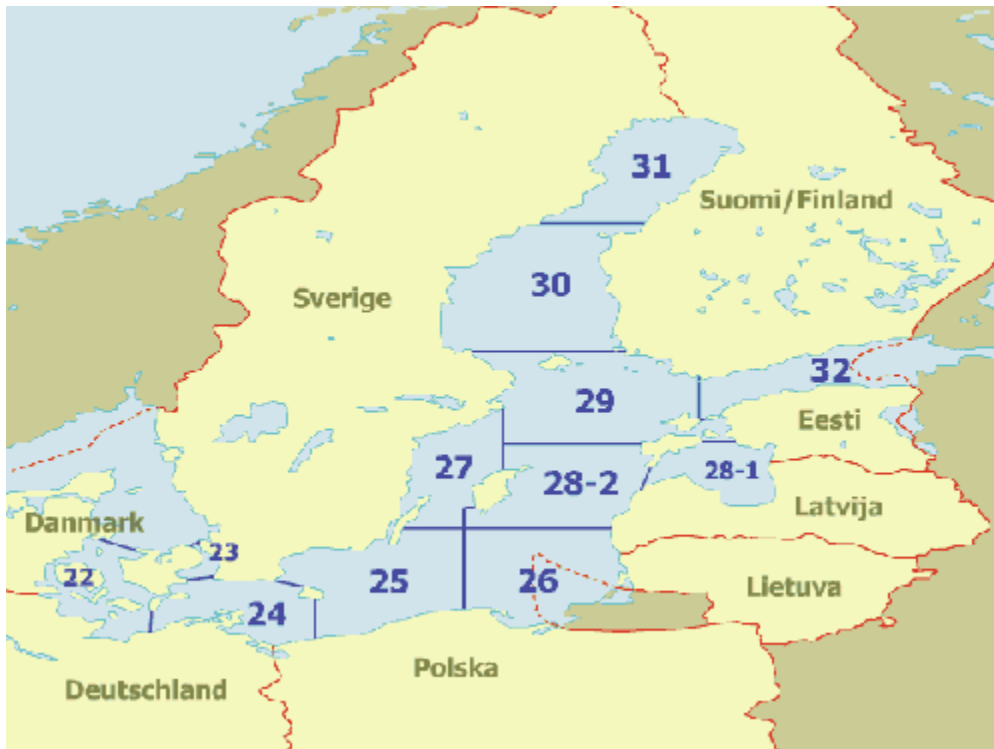 31
Suomi/Finland
30
Sverige
32
29
Eesti
27
28-2
28-1
Latvija
Danmark
23
22
25
26
Lietuva
24
Polska
Deutschland